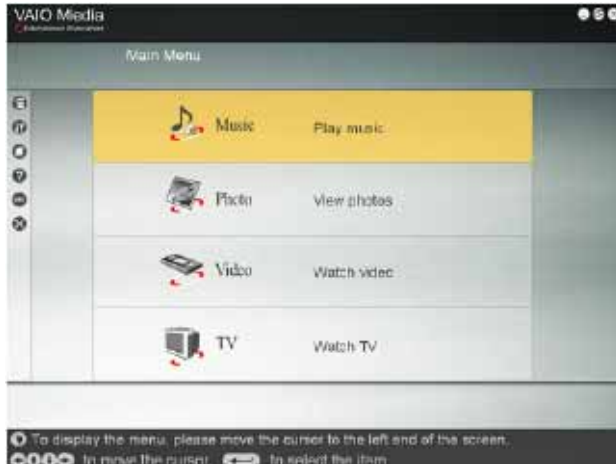 VAIO Media
Main Menu
Music Play music
Photo View photos
Video Watch video
TV Watch TV
To display the menu, please move the cursor to the left end of the screen.
to move the cursor to select the item